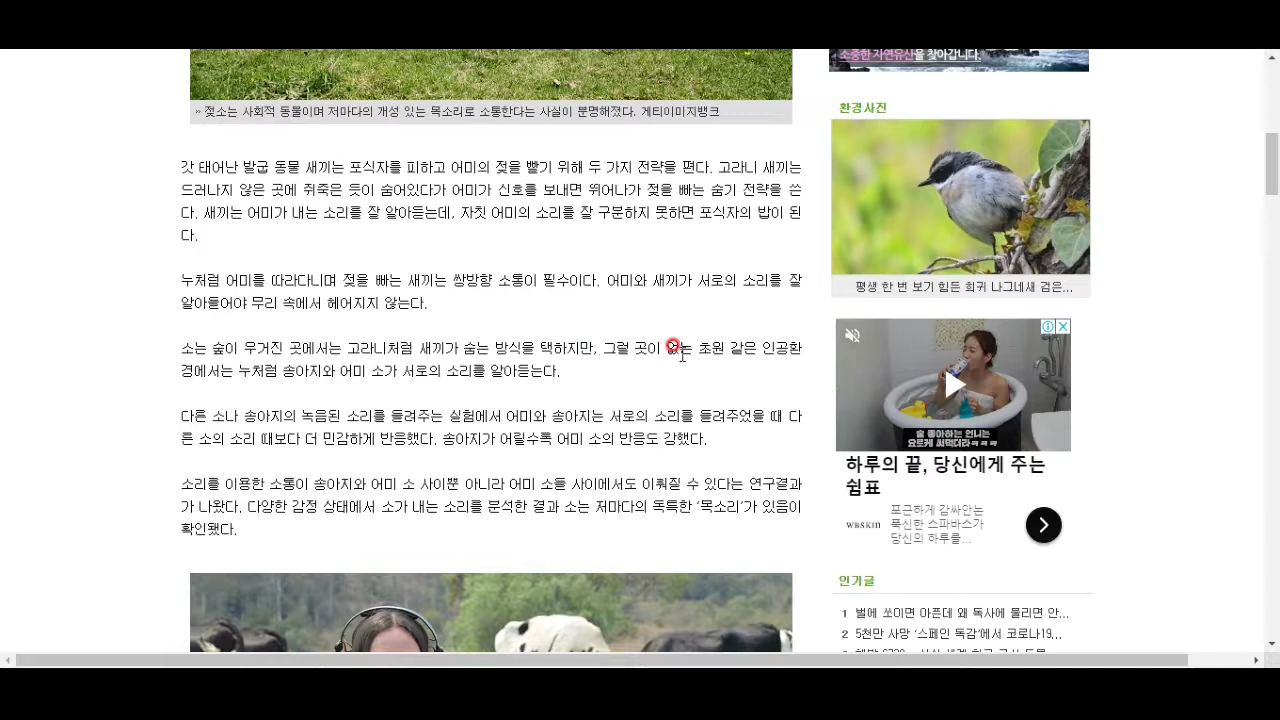 소중한 자연유산을 찾아갑니다.
» 젖소는 사회적 동물이며 저마다의 개성 있는 목소리로 소통한다는 사실이 분명해졌다. 게티이미지뱅크
갓 태어난 발굽 동물 새끼는 포식자를 피하고 어미의 젖을 빨기 위해 두 가지 전략을 편다. 고라니 새끼는
드러나지 않은 곳에 쥐죽은 듯이 숨어있다가 어미가 신호를 보내면 뛰어나가 젖을 빠는 숨기 전략을 쓴
다. 새끼는 어미가 내는 소리를 잘 알아듣는데, 자칫 어미의 소리를 잘 구분하지 못하면 포식자의 밥이 된
다.
누처럼 어미를 따라다니며 젖을 빠는 새끼는 쌍방향 소통이 필수이다. 어미와 새끼가 서로의 소리를 잘
알아들어야 무리 속에서 헤어지지 않는다.
소는 숲이 우거진 곳에서는 고라니처럼 새끼가 숨는 방식을 택하지만, 그럴 곳이 없는 초원 같은 인공환
경에서는 누처럼 송아지와 어미 소가 서로의 소리를 알아듣는다.
다른 소나 송아지의 녹음된 소리를 들려주는 실험에서 어미와 송아지는 서로의 소리를 들려주었을 때 다
른 소의 소리 때보다 더 민감하게 반응했다. 송아지가 어릴수록 어미 소의 반응도 강했다.
소리를 이용한 소통이 송아지와 어미 소 사이뿐 아니라 어미 소들 사이에서도 이뤄질 수 있다는 연구결과
가 나왔다. 다양한 감정 상태에서 소가 내는 소리를 분석한 결과 소는 저마다의 독특한 ‘목소리’가 있음이
확인됐다.
환경사진
평생 한 번 보기 힘든 희귀 나그네새 검은...
술 좋아하는 언니는
요로케 써먹더라ㅋㅋㅋ
하루의 끝, 당신에게 주는
쉼표
WBSKIN
포근하게 감싸안는
푹신한 스파바스가
당신의 하루를...
인기글
1 벌에 쏘이면 아픈데 왜 독사에 물리면 안...
2 5천만 사망 ‘스페인 독감’에서 코로나19...